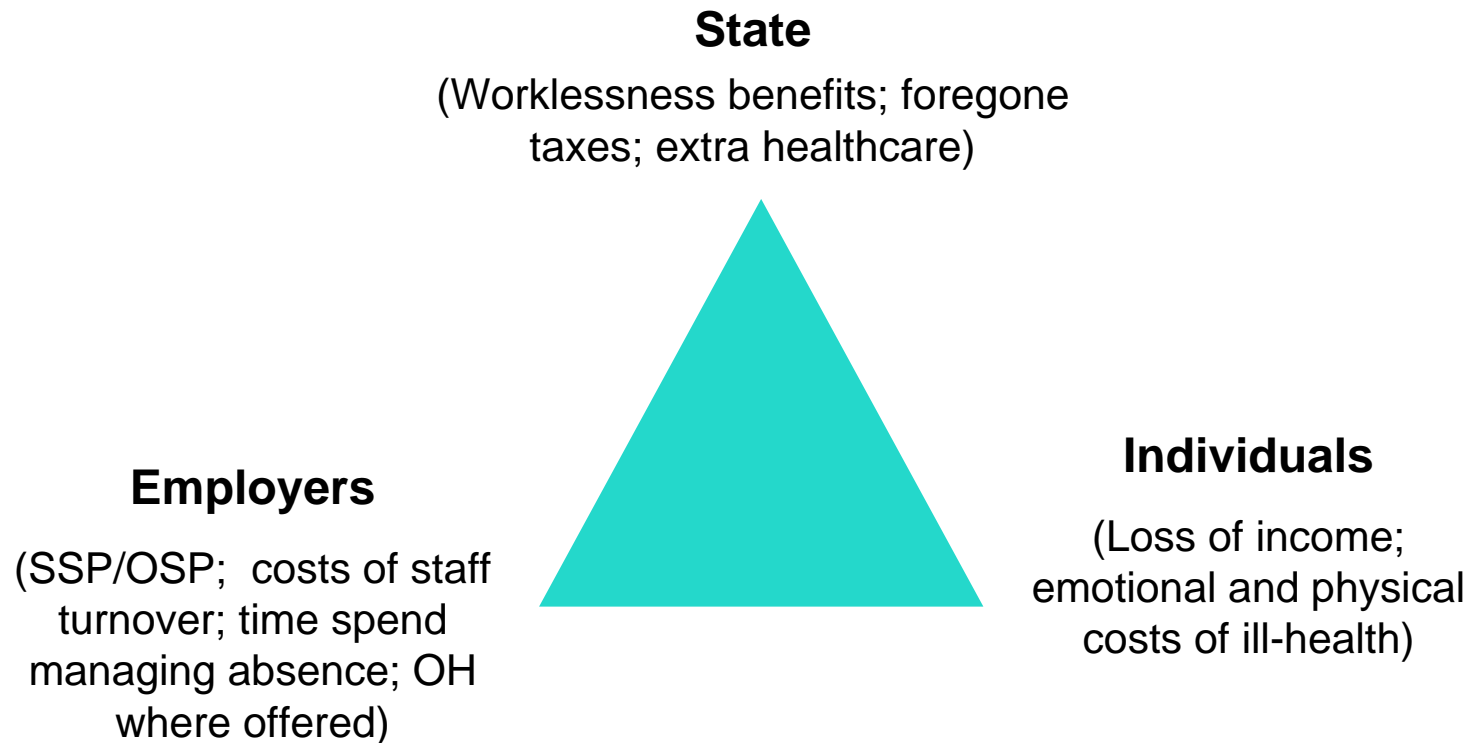 State
(Worklessness benefits; foregone
taxes; extra healthcare)
Employers
(SSP/OSP;  costs of staff
turnover; time spend
managing absence; OH
where offered)
Individuals
(Loss of income;
emotional and physical
costs of ill-health)